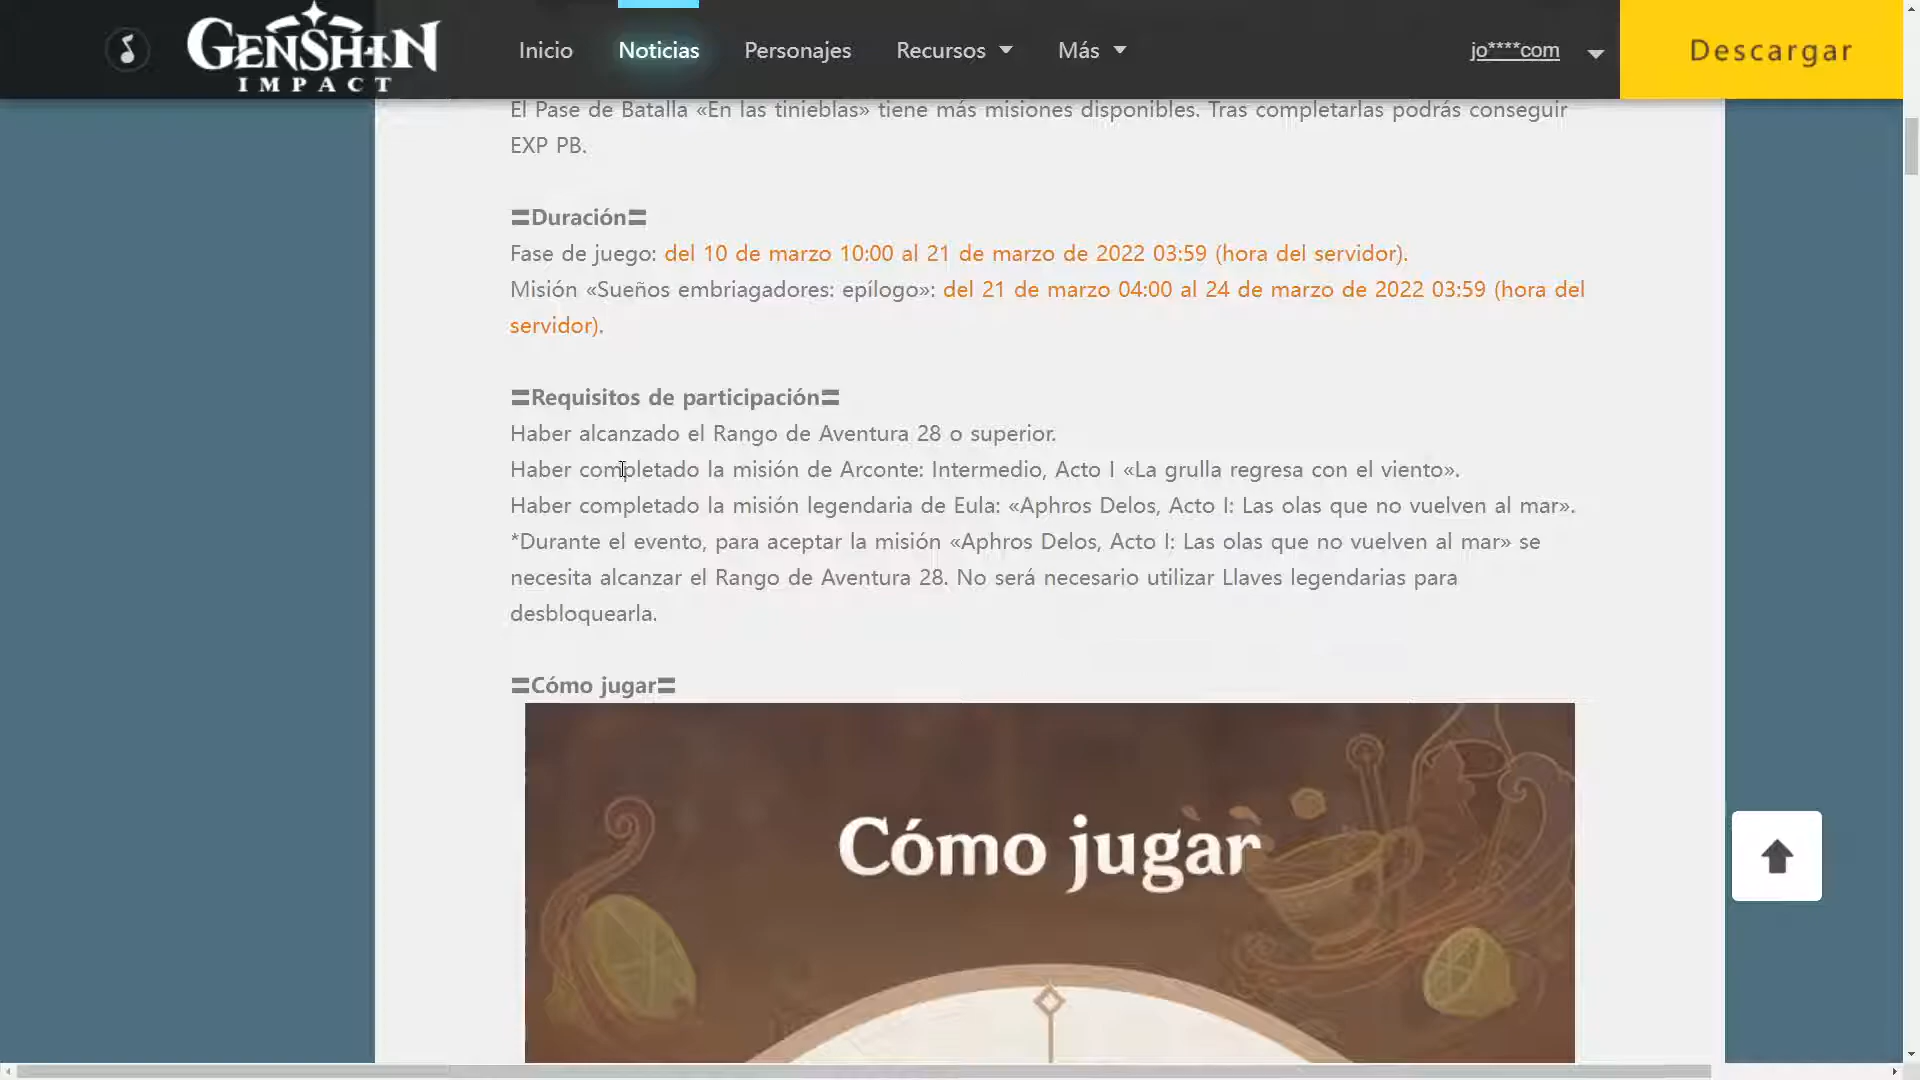 GENSHIN
IMPACT
Inicio
Noticias
Personajes
Recursos
Más
jo****com
Descargar
El Pase de Batalla «En las tinieblas» tiene más misiones disponibles. Tras completarlas podrás conseguir
EXP PB.
〓Duración〓
Fase de juego: del 10 de marzo 10:00 al 21 de marzo de 2022 03:59 (hora del servidor).
Misión «Sueños embriagadores: epílogo»: del 21 de marzo 04:00 al 24 de marzo de 2022 03:59 (hora del
servidor).
〓Requisitos de participación〓
Haber alcanzado el Rango de Aventura 28 o superior.
Haber completado la misión de Arconte: Intermedio, Acto I «La grulla regresa con el viento».
Haber completado la misión legendaria de Eula: «Aphros Delos, Acto I: Las olas que no vuelven al mar».
*Durante el evento, para aceptar la misión «Aphros Delos, Acto I: Las olas que no vuelven al mar» se
necesita alcanzar el Rango de Aventura 28. No será necesario utilizar Llaves legendarias para
desbloquearla.
〓Cómo jugar〓
Cómo jugar